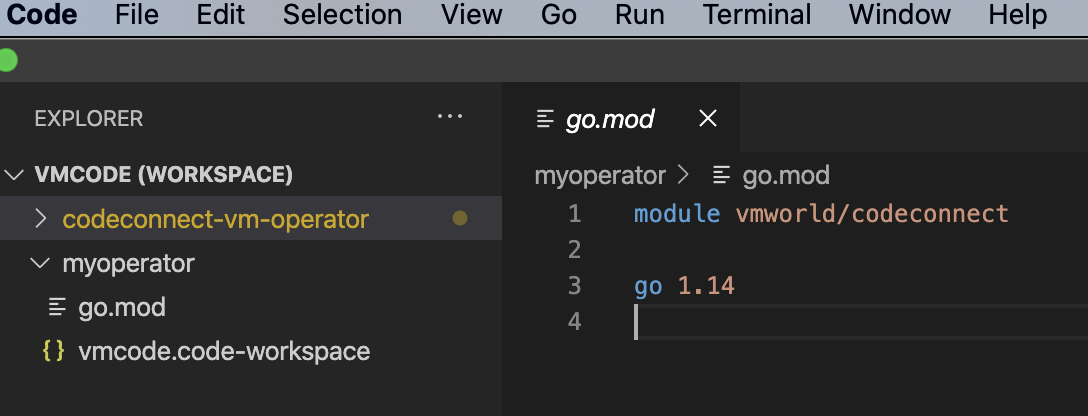 Code File Edit Selection View Go Run Terminal Window Help
EXPLORER ...
VMCODE (WORKSPACE)
codeconnect-vm-operator
myoperator
go.mod
{} vmcode.code-workspace
go.mod ×
myoperator > go.mod
1 module vmworld/codeconnect
2
3 go 1.14
4